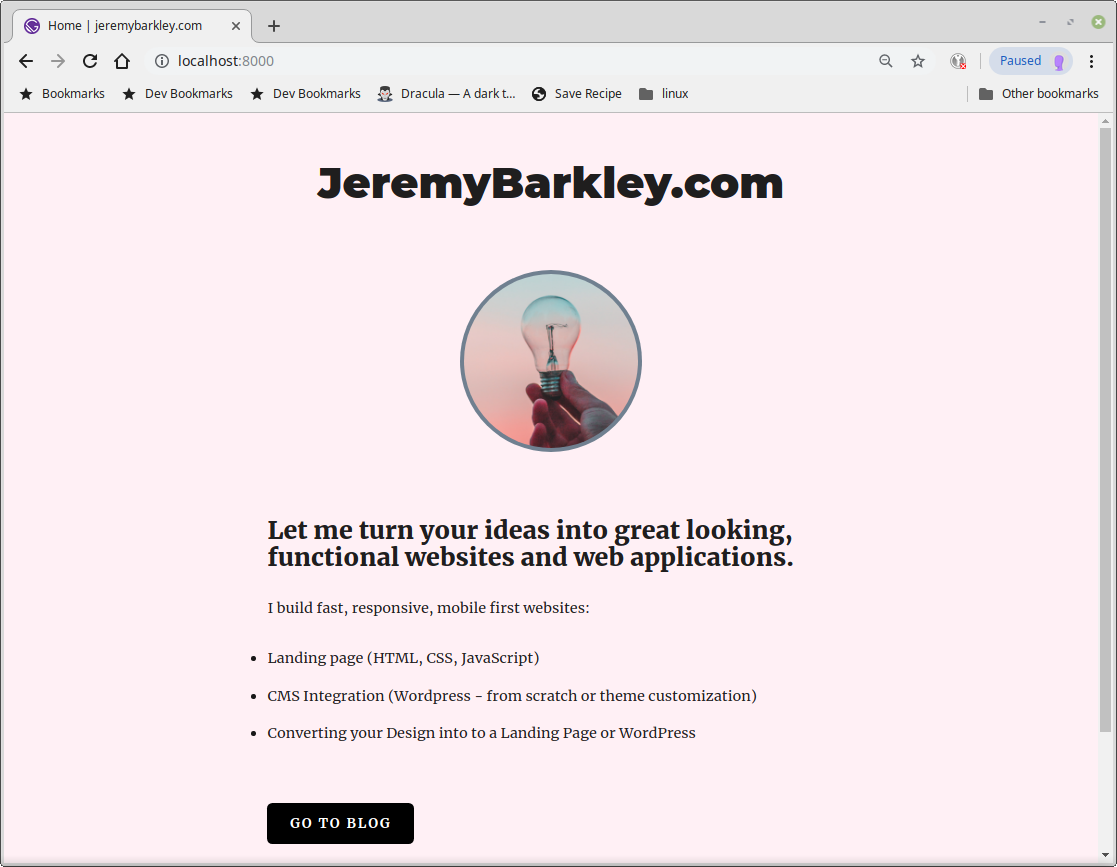 Home | jeremybarkley.com
localhost:8000
Paused
Bookmarks Dev Bookmarks Dev Bookmarks Dracula — A dark t... Save Recipe linux Other bookmarks
JeremyBarkley.com
Let me turn your ideas into great looking,
functional websites and web applications.
I build fast, responsive, mobile first websites:
• Landing page (HTML, CSS, JavaScript)
• CMS Integration (Wordpress - from scratch or theme customization)
• Converting your Design into to a Landing Page or WordPress
GO TO BLOG